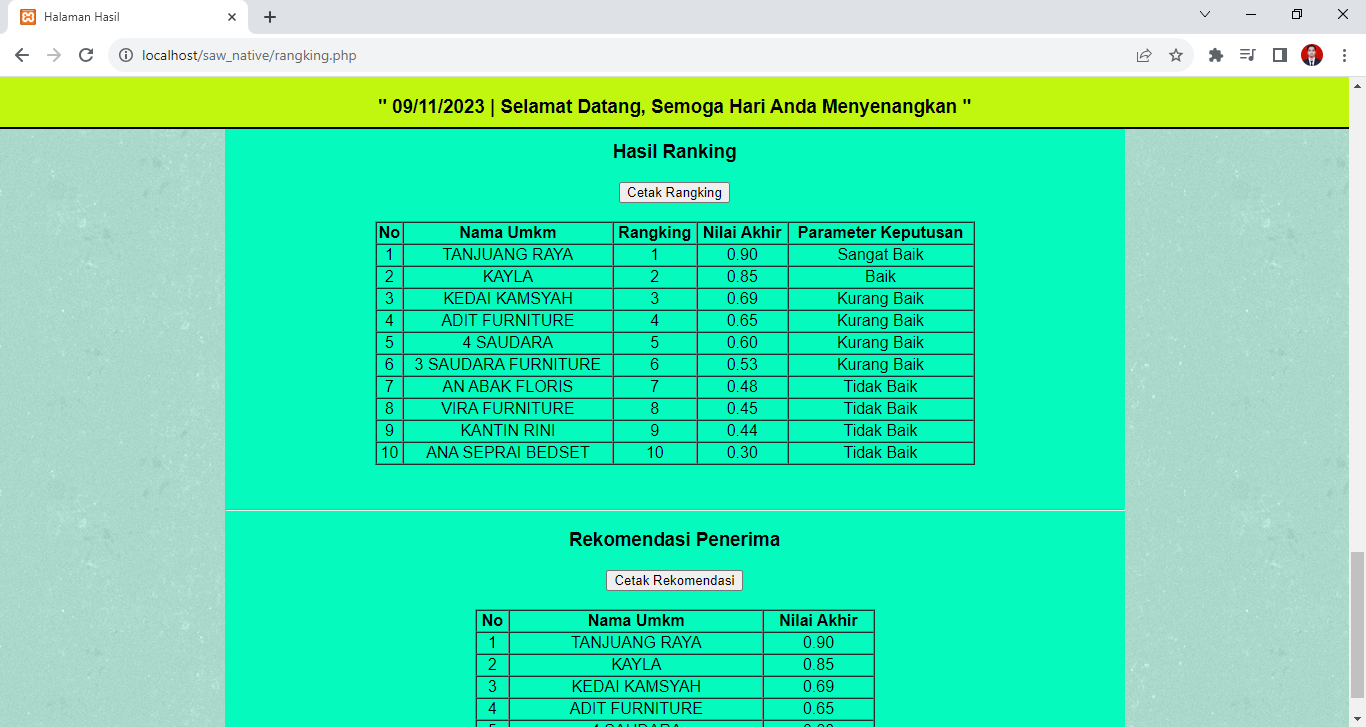 Halaman Hasil
localhost/saw_native/rangking.php
" 09/11/2023 | Selamat Datang, Semoga Hari Anda Menyenangkan "
Hasil Ranking
Cetak Rangking
No Nama Umkm Rangking Nilai Akhir Parameter Keputusan
1 TANJUANG RAYA 1 0.90 Sangat Baik
2 KAYLA 2 0.85 Baik
3 KEDAI KAMSYAH 3 0.69 Kurang Baik
4 ADIT FURNITURE 4 0.65 Kurang Baik
5 4 SAUDARA 5 0.60 Kurang Baik
6 3 SAUDARA FURNITURE 6 0.53 Kurang Baik
7 AN ABAK FLORIS 7 0.48 Tidak Baik
8 VIRA FURNITURE 8 0.45 Tidak Baik
9 KANTIN RINI 9 0.44 Tidak Baik
10 ANA SEPRAI BEDSET 10 0.30 Tidak Baik
Rekomendasi Penerima
Cetak Rekomendasi
No Nama Umkm Nilai Akhir
1 TANJUANG RAYA 0.90
2 KAYLA 0.85
3 KEDAI KAMSYAH 0.69
4 ADIT FURNITURE 0.65